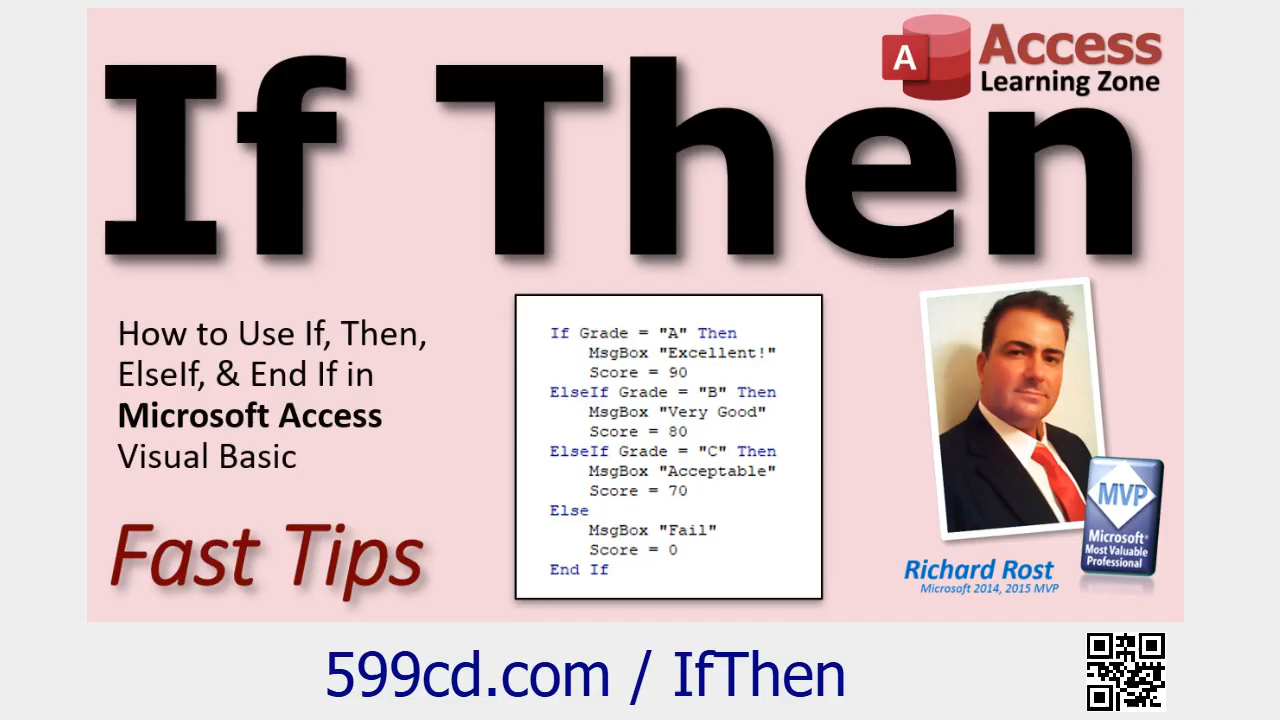 If Then
A
Access
Learning Zone
How to Use If, Then,
ElseIf, & End If in
Microsoft Access
Visual Basic
Fast Tips
If Grade = "A" Then
    MsgBox "Excellent!"
    Score = 90
ElseIf Grade = "B" Then
    MsgBox "Very Good"
    Score = 80
ElseIf Grade = "C" Then
    MsgBox "Acceptable"
    Score = 70
Else
    MsgBox "Fail"
    Score = 0
End If
MVP
Microsoft®
Most Valuable
Professional
Richard Rost
Microsoft 2014, 2015 MVP
599cd.com / IfThen